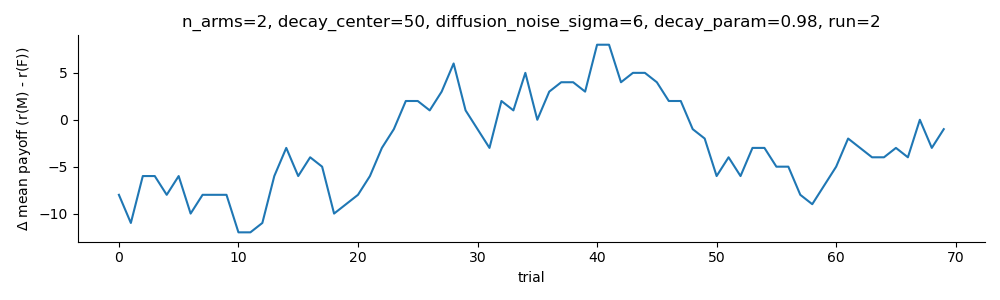 n_arms=2, decay_center=50, diffusion_noise_sigma=6, decay_param=0.98, run=2
Δ mean payoff (r(M) - r(F))
5
0
−5
−10
0 10 20 30 40 50 60 70
trial